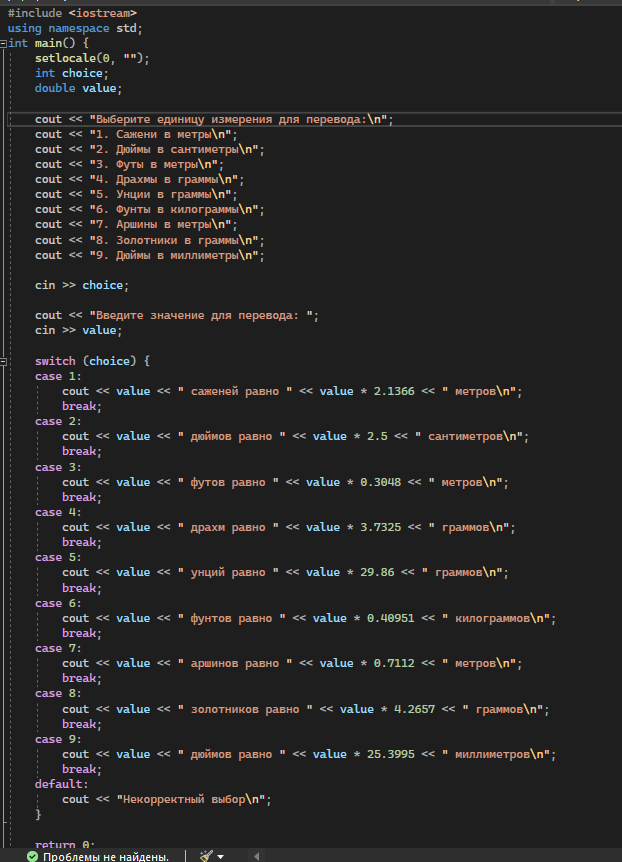 #include <iostream>
using namespace std;
int main() {
setlocale(0, "");
int choice;
double value;
cout << "Выберите единицу измерения для перевода:\n";
cout << "1. Сажени в метры\n";
cout << "2. Дюймы в сантиметры\n";
cout << "3. Футы в метры\n";
cout << "4. Драхмы в граммы\n";
cout << "5. Унции в граммы\n";
cout << "6. Фунты в килограммы\n";
cout << "7. Аршины в метры\n";
cout << "8. Золотники в граммы\n";
cout << "9. Дюймы в миллиметры\n";
cin >> choice;
cout << "Введите значение для перевода: ";
cin >> value;
switch (choice) {
case 1:
cout << value << " саженей равно " << value * 2.1366 << " метров\n";
break;
case 2:
cout << value << " дюймов равно " << value * 2.5 << " сантиметров\n";
break;
case 3:
cout << value << " футов равно " << value * 0.3048 << " метров\n";
break;
case 4:
cout << value << " драхм равно " << value * 3.7325 << " граммов\n";
break;
case 5:
cout << value << " унций равно " << value * 29.86 << " граммов\n";
break;
case 6:
cout << value << " фунтов равно " << value * 0.40951 << " килограммов\n";
break;
case 7:
cout << value << " аршинов равно " << value * 0.7112 << " метров\n";
break;
case 8:
cout << value << " золотников равно " << value * 4.2657 << " граммов\n";
break;
case 9:
cout << value << " дюймов равно " << value * 25.3995 << " миллиметров\n";
break;
default:
cout << "Некорректный выбор\n";
}
return 0;
Проблемы не найдены.